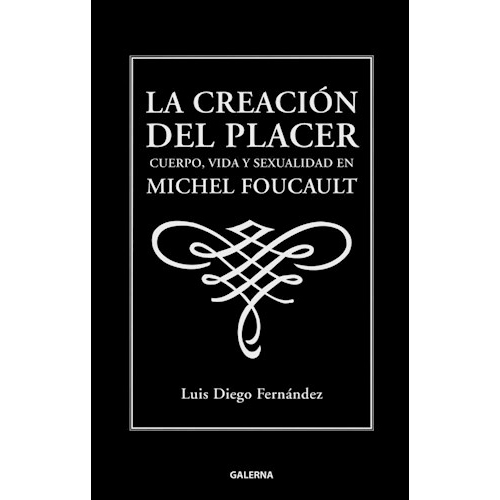 LA CREACIÓN
DEL PLACER
CUERPO, VIDA Y SEXUALIDAD EN
MICHEL FOUCAULT
Luis Diego Fernández
GALERNA